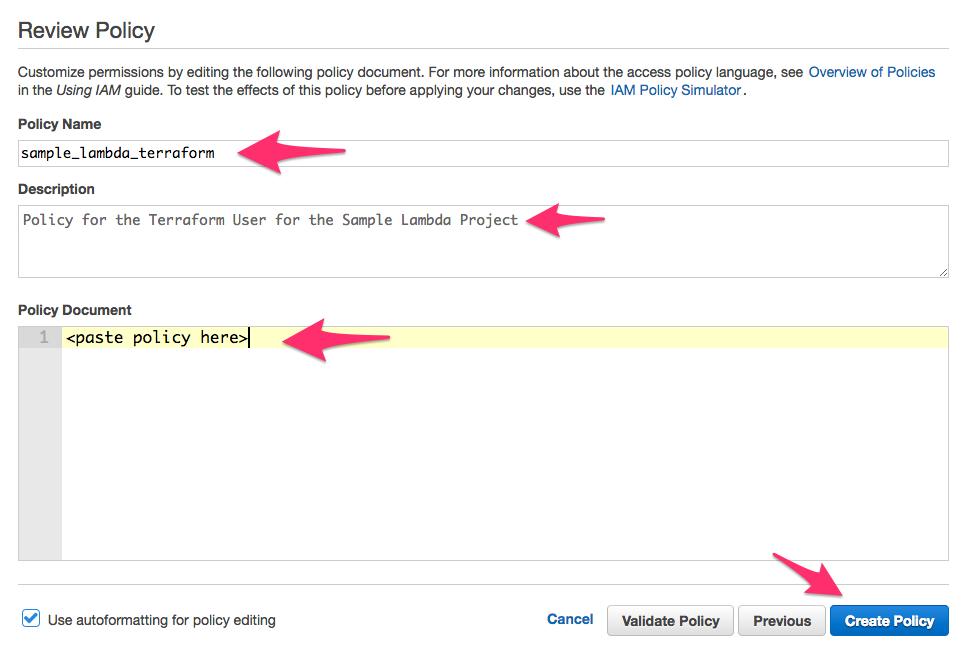 Review Policy
Customize permissions by editing the following policy document. For more information about the access policy language, see Overview of Policies
in the Using IAM guide. To test the effects of this policy before applying your changes, use the IAM Policy Simulator.
Policy Name
sample_lambda_terraform
Description
Policy for the Terraform User for the Sample Lambda Project
Policy Document
1 <paste policy here>
Use autoformatting for policy editing Cancel Validate Policy Previous Create Policy